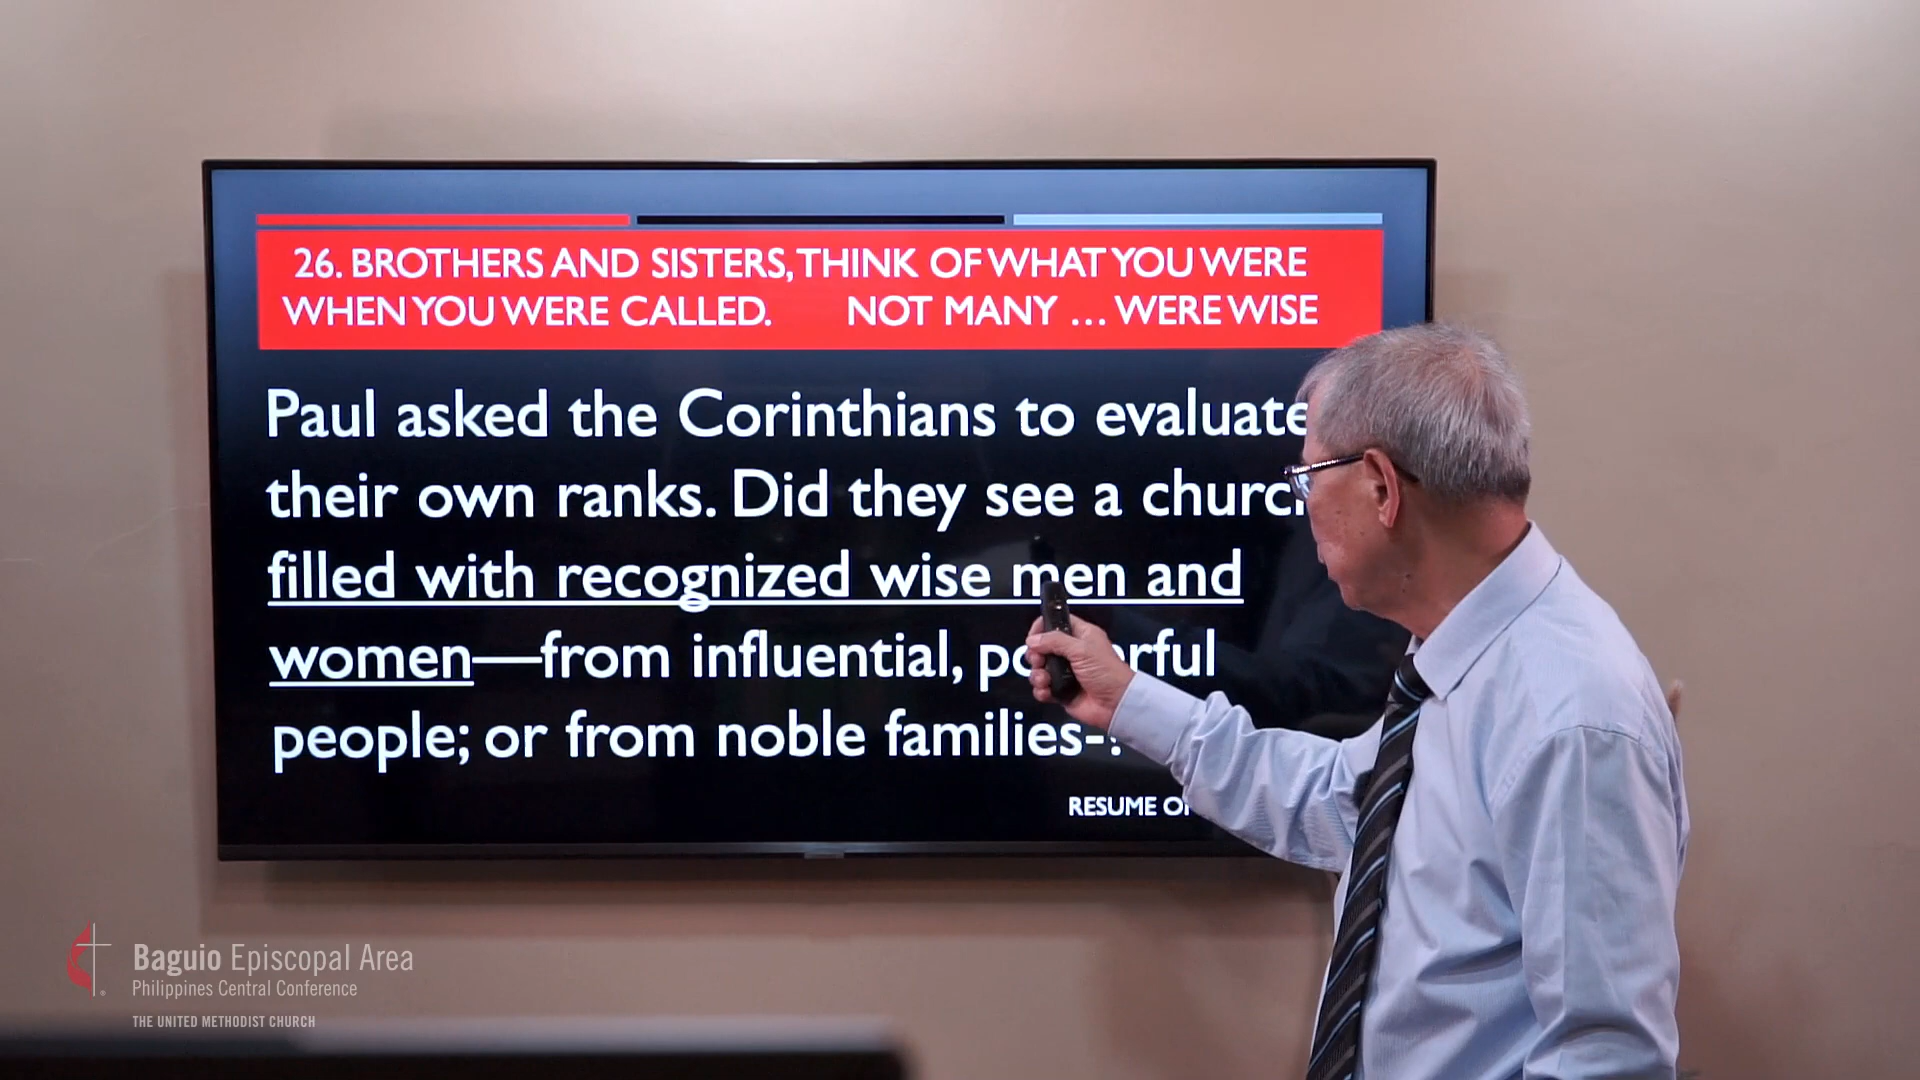 26. BROTHERS AND SISTERS, THINK OF WHAT YOU WERE
WHEN YOU WERE CALLED. NOT MANY ... WERE WISE
Paul asked the Corinthians to evaluate
their own ranks. Did they see a
filled with recognized wise men and
women—from influential,
people; or from noble families-?
RESUME
Baguio Episcopal Area
Philippines Central Conference
THE UNITED METHODIST CHURCH